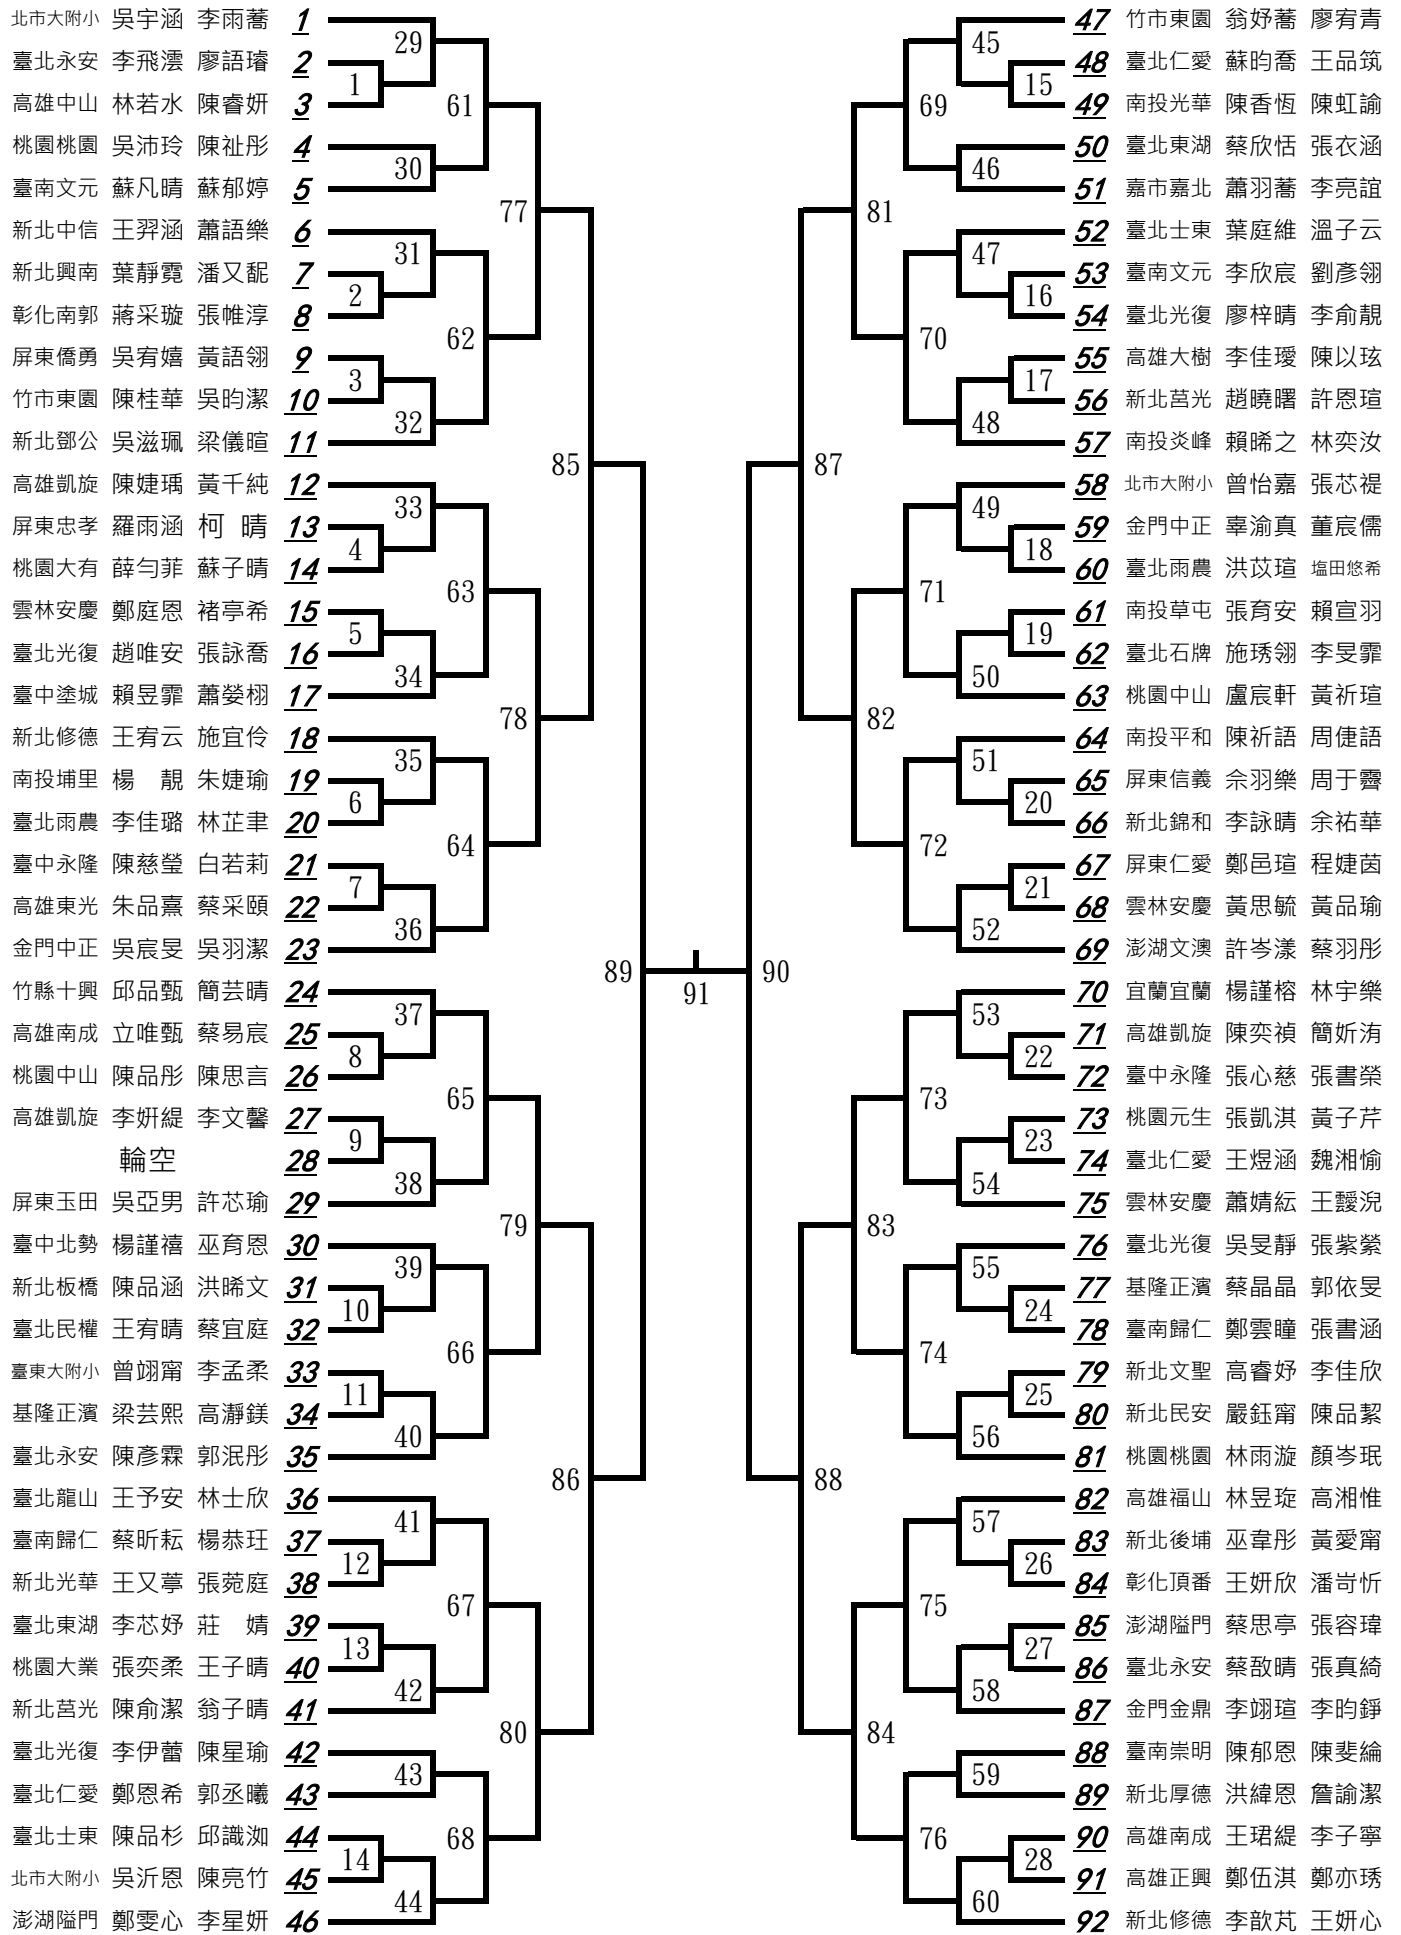 北市大附小 吳宇涵 李雨蕎 1
臺北永安 李飛澐 廖語璿 2
高雄中山 林若水 陳睿妍 3
桃園桃園 吳沛玲 陳祉彤 4
臺南文元 蘇凡晴 蘇郁婷 5
新北中信 王羿涵 蕭語樂 6
新北興南 葉靜霓 潘又馜 7
彰化南郭 蔣采璇 張帷淳 8
屏東僑勇 吳宥嬉 黃語翎 9
竹市東園 陳桂華 吳昀潔 10
新北鄧公 吳滋珮 梁儀暄 11
高雄凱旋 陳婕瑀 黃千純 12
屏東忠孝 羅雨涵 柯 晴 13
桃園大有 薛勻菲 蘇子晴 14
雲林安慶 鄭庭恩 褚亭希 15
臺北光復 趙唯安 張詠喬 16
臺中塗城 賴昱霏 蕭嫈栩 17
新北修德 王宥云 施宜伶 18
南投埔里 楊 靚 朱婕瑜 19
臺北雨農 李佳璐 林芷聿 20
臺中永隆 陳慈瑩 白若莉 21
高雄東光 朱品熹 蔡采頤 22
金門中正 吳宸旻 吳羽潔 23
竹縣十興 邱品甄 簡芸晴 24
高雄南成 立唯甄 蔡易宸 25
桃園中山 陳品彤 陳思言 26
高雄凱旋 李姸緹 李文馨 27
輪空 28
屏東玉田 吳亞男 許芯瑜 29
臺中北勢 楊謹禧 巫育恩 30
新北板橋 陳品涵 洪晞文 31
臺北民權 王宥晴 蔡宜庭 32
臺東大附小 曾翊甯 李孟柔 33
基隆正濱 梁芸熙 高瀞鎂 34
臺北永安 陳彥霖 郭泯彤 35
臺北龍山 王予安 林士欣 36
臺南歸仁 蔡昕耘 楊恭玨 37
新北光華 王又葶 張菀庭 38
臺北東湖 李芯妤 莊 婧 39
桃園大業 張奕柔 王子晴 40
新北莒光 陳俞潔 翁子晴 41
臺北光復 李伊蕾 陳星瑜 42
臺北仁愛 鄭恩希 郭丞曦 43
臺北士東 陳品杉 邱識洳 44
北市大附小 吳沂恩 陳亮竹 45
澎湖隘門 鄭雯心 李星妍 46
1
2
3
4
5
6
7
8
9
10
11
12
13
14
29
30
31
32
33
34
35
36
37
38
39
40
41
42
43
44
61
62
63
64
65
66
67
68
77
78
79
80
85
86
89
91
90
87
88
81
82
83
84
69
70
71
72
73
74
75
76
45
46
47
48
49
50
51
52
53
54
55
56
57
58
59
60
15
16
17
18
19
20
21
22
23
24
25
26
27
28
47 竹市東園 翁妤蕎 廖宥青
48 臺北仁愛 蘇昀喬 王品筑
49 南投光華 陳香恆 陳虹諭
50 臺北東湖 蔡欣恬 張衣涵
51 嘉市嘉北 蕭羽蕎 李亮誼
52 臺北士東 葉庭維 溫子云
53 臺南文元 李欣宸 劉彥翎
54 臺北光復 廖梓晴 李俞靚
55 高雄大樹 李佳璦 陳以玹
56 新北莒光 趙曉曙 許恩瑄
57 南投炎峰 賴晞之 林奕汝
58 北市大附小 曾怡嘉 張芯禔
59 金門中正 辜渝真 董宸儒
60 臺北雨農 洪苡瑄 塩田悠希
61 南投草屯 張育安 賴宣羽
62 臺北石牌 施琇翎 李旻霏
63 桃園中山 盧宸軒 黃祈瑄
64 南投平和 陳祈語 周倢語
65 屏東信義 佘羽樂 周于霽
66 新北錦和 李詠晴 余祐華
67 屏東仁愛 鄭邑瑄 程婕茵
68 雲林安慶 黃思毓 黃品瑜
69 澎湖文澳 許岑漾 蔡羽彤
70 宜蘭宜蘭 楊謹榕 林宇樂
71 高雄凱旋 陳奕禎 簡妡洧
72 臺中永隆 張心慈 張書榮
73 桃園元生 張凱淇 黃子芹
74 臺北仁愛 王煜涵 魏湘愉
75 雲林安慶 蕭婧紜 王靉涗
76 臺北光復 吳旻靜 張紫縈
77 基隆正濱 蔡晶晶 郭依旻
78 臺南歸仁 鄭雲瞳 張書涵
79 新北文聖 高睿妤 李佳欣
80 新北民安 嚴鈺甯 陳品絜
81 桃園桃園 林雨漩 顏岑珉
82 高雄福山 林昱琁 高湘惟
83 新北後埔 巫韋彤 黃愛甯
84 彰化頂番 王妍欣 潘岢忻
85 澎湖隘門 蔡思亭 張容瑋
86 臺北永安 蔡敔晴 張真綺
87 金門金鼎 李翊瑄 李昀錚
88 臺南崇明 陳郁恩 陳斐綸
89 新北厚德 洪緯恩 詹諭潔
90 高雄南成 王珺緹 李子寧
91 高雄正興 鄭伍淇 鄭亦琇
92 新北修德 李歆芃 王妍心